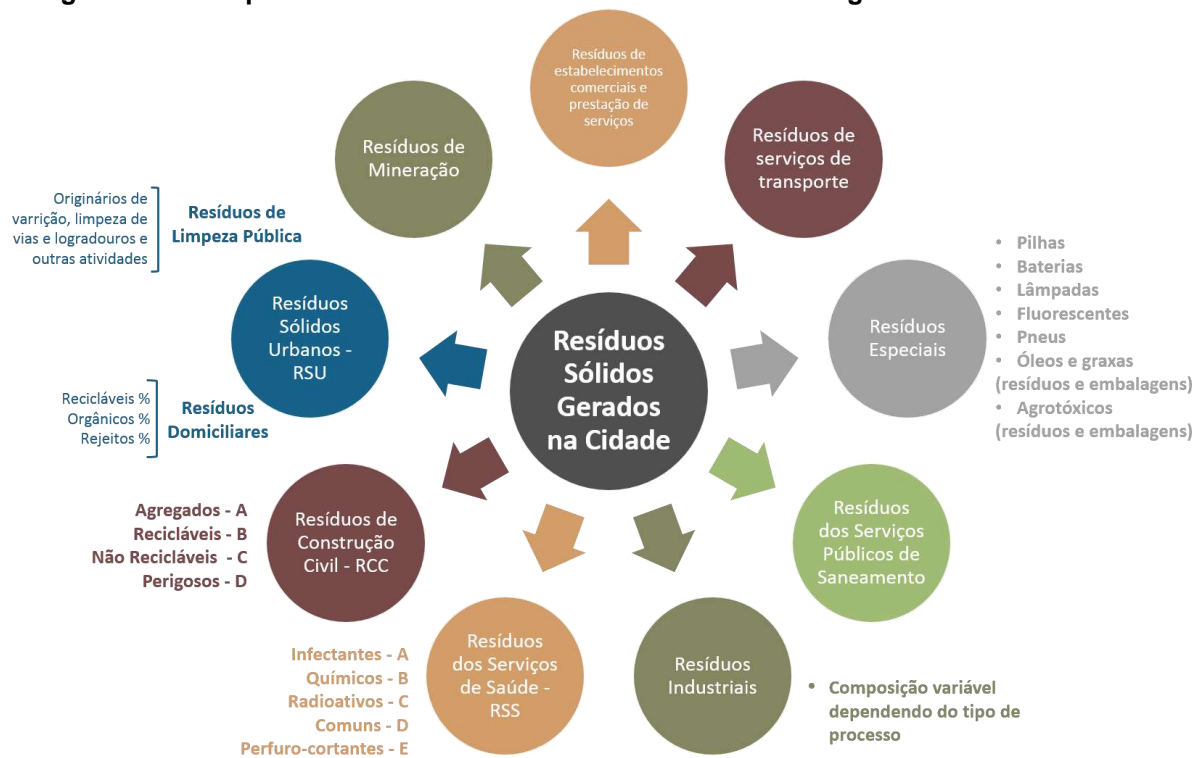 Resíduos de
estabelecimentos
comerciais e
prestação de
serviços
Resíduos de
serviços de
transporte
Resíduos
Especiais
• Pilhas
• Baterias
• Lâmpadas
• Fluorescentes
• Pneus
• Óleos e graxas
(resíduos e embalagens)
• Agrotóxicos
(resíduos e embalagens)
Resíduos
dos Serviços
Públicos de
Saneamento
Resíduos
Industriais
• Composição variável
dependendo do tipo de
processo
Resíduos
dos Serviços
de Saúde -
RSS
Infectantes - A
Químicos - B
Radioativos - C
Comuns - D
Perfuro-cortantes - E
Resíduos de
Construção
Civil - RCC
Agregados - A
Recicláveis - B
Não Recicláveis - C
Perigosos - D
Resíduos
Sólidos
Urbanos -
RSU
Resíduos de
Limpeza Pública
Originários de
varrição, limpeza de
vias e logradouros e
outras atividades
Resíduos
Domiciliares
Recicláveis %
Orgânicos %
Rejeitos %
Resíduos de
Mineração
Resíduos
Sólidos
Gerados
na Cidade